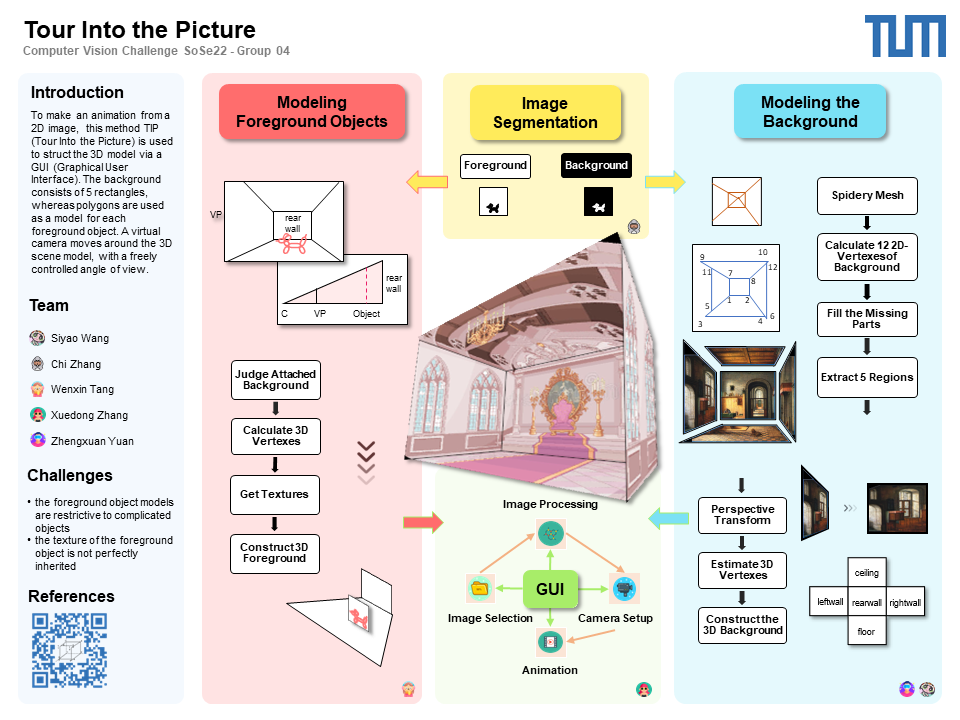 Tour Into the Picture
Computer Vision Challenge SoSe22 - Group 04
TUM
Introduction
To make an animation from a
2D image, this method TIP
(Tour Into the Picture) is used
to struct the 3D model via a
GUI (Graphical User
Interface). The background
consists of 5 rectangles,
whereas polygons are used
as a model for each
foreground object. A virtual
camera moves around the 3D
scene model, with a freely
controlled angle of view.
Team
Siyao Wang
Chi Zhang
Wenxin Tang
Xuedong Zhang
Zhengxuan Yuan
Challenges
• the foreground object models
are restrictive to complicated
objects
• the texture of the foreground
object is not perfectly
inherited
References
Modeling
Foreground Objects
VP
rear
wall
rear
wall
C VP Object
Judge Attached
Background
Calculate 3D
Vertexes
Get Textures
Construct 3D
Foreground
Image
Segmentation
Foreground
Background
Image Processing
GUI
Image Selection
Camera Setup
Animation
Modeling the
Background
Spidery Mesh
Calculate 12 2D-
Vertexes of
Background
Fill the Missing
Parts
Extract 5 Regions
9 10
11 7 12
8
5 1 2
3 4 6
Perspective
Transform
Estimate 3D
Vertexes
Construct the
3D Background
ceiling
leftwall rearwall rightwall
floor